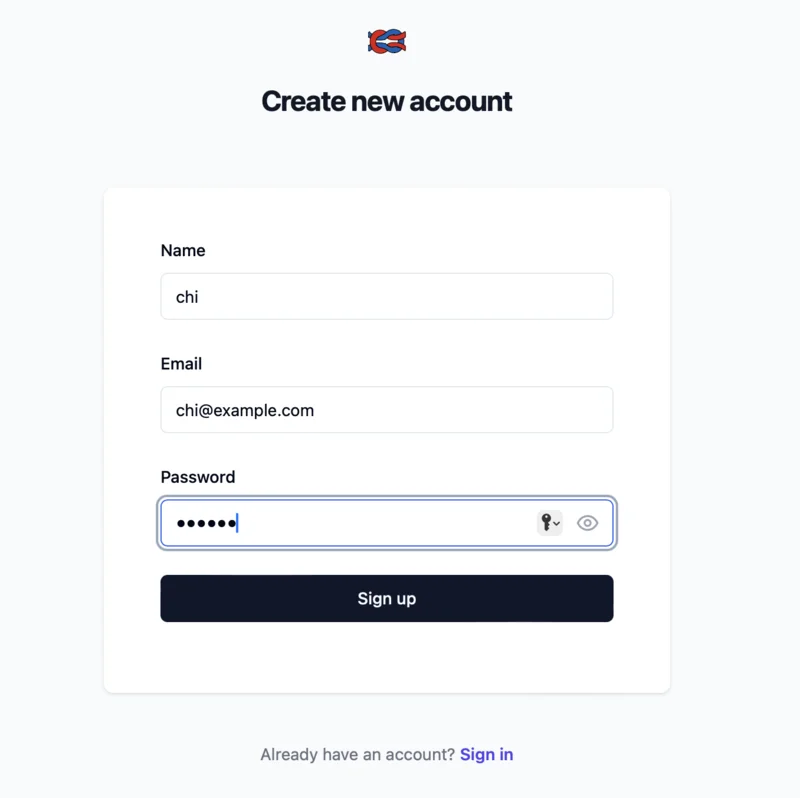 Create new account
Name
chi
Email
chi@example.com
Password
••••••
Sign up
Already have an account? Sign in